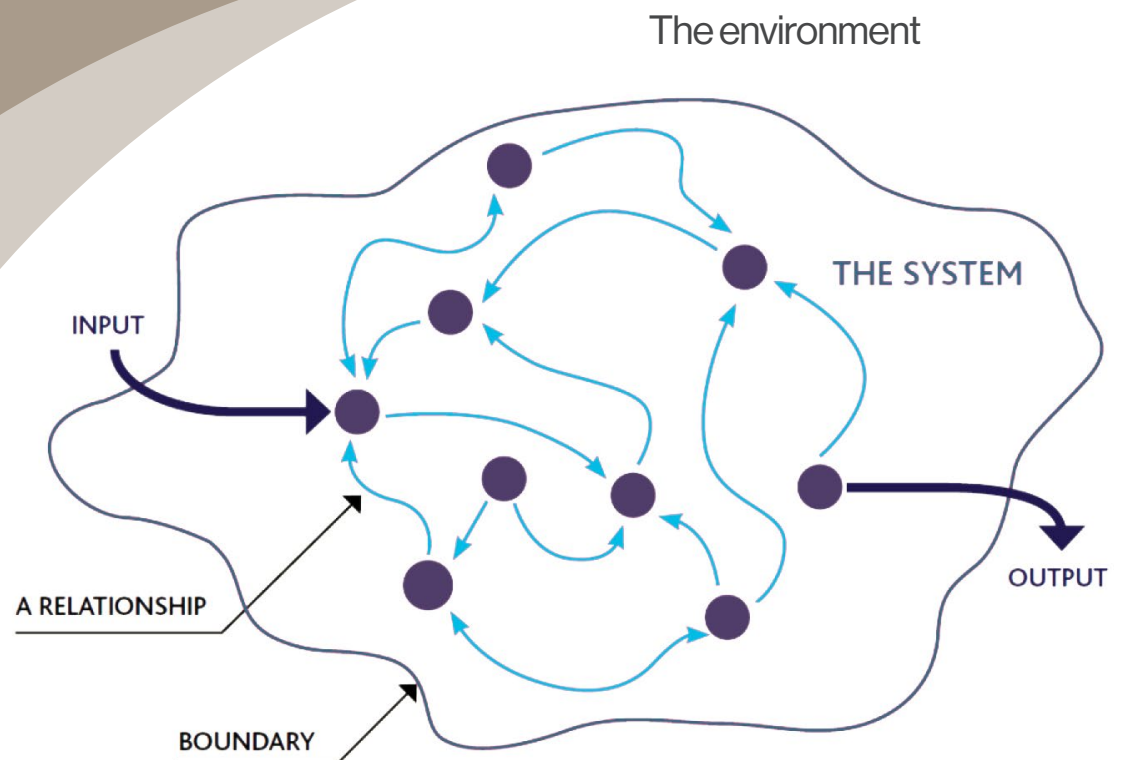 The environment
THE SYSTEM
INPUT
OUTPUT
A RELATIONSHIP
BOUNDARY